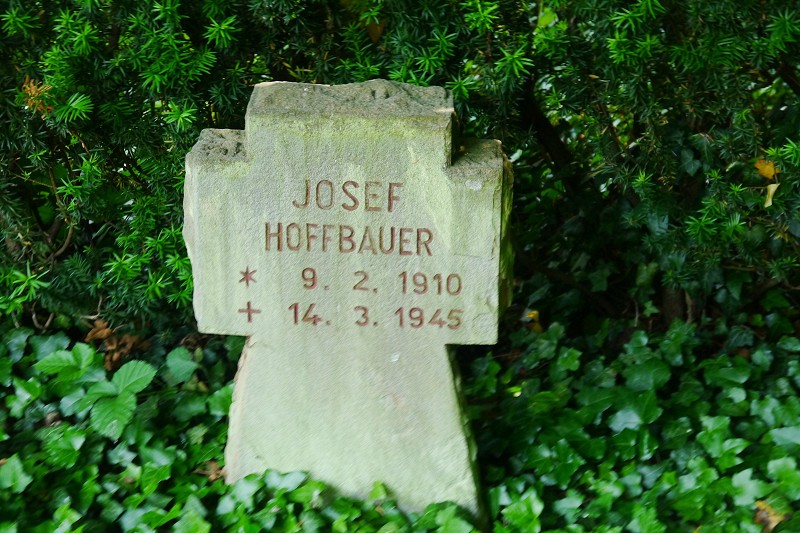 JOSEF
HOFFBAUER
* 9. 2. 1910
+ 14. 3. 1945